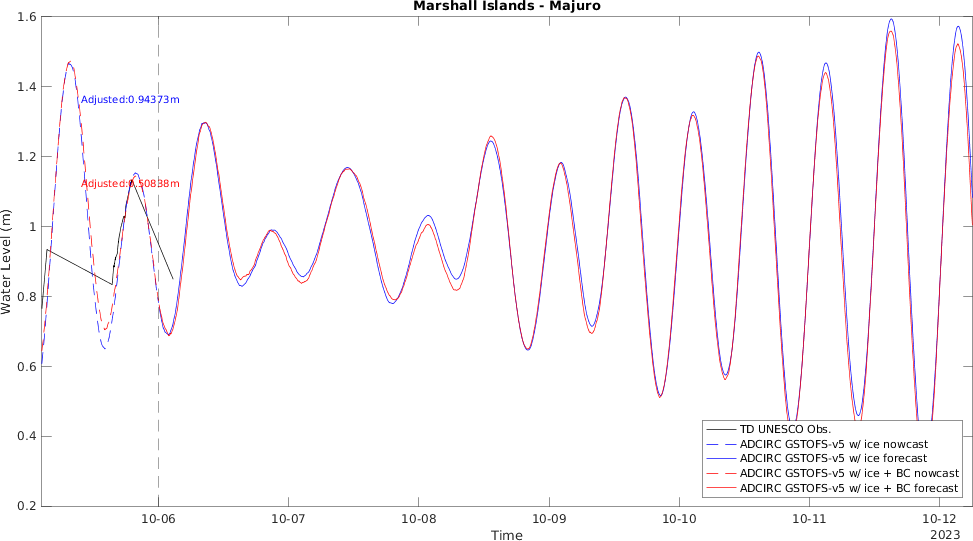 Marshall Islands - Majuro
Water Level (m)
1.6
1.4
1.2
1
0.8
0.6
0.4
0.2
Adjusted:0.94373m
Adjusted:0.50838m
TD UNESCO Obs.
ADCIRC GSTOFS-v5 w/ ice nowcast
ADCIRC GSTOFS-v5 w/ ice forecast
ADCIRC GSTOFS-v5 w/ ice + BC nowcast
ADCIRC GSTOFS-v5 w/ ice + BC forecast
10-06 10-07 10-08 10-09 10-10 10-11 10-12
Time
2023